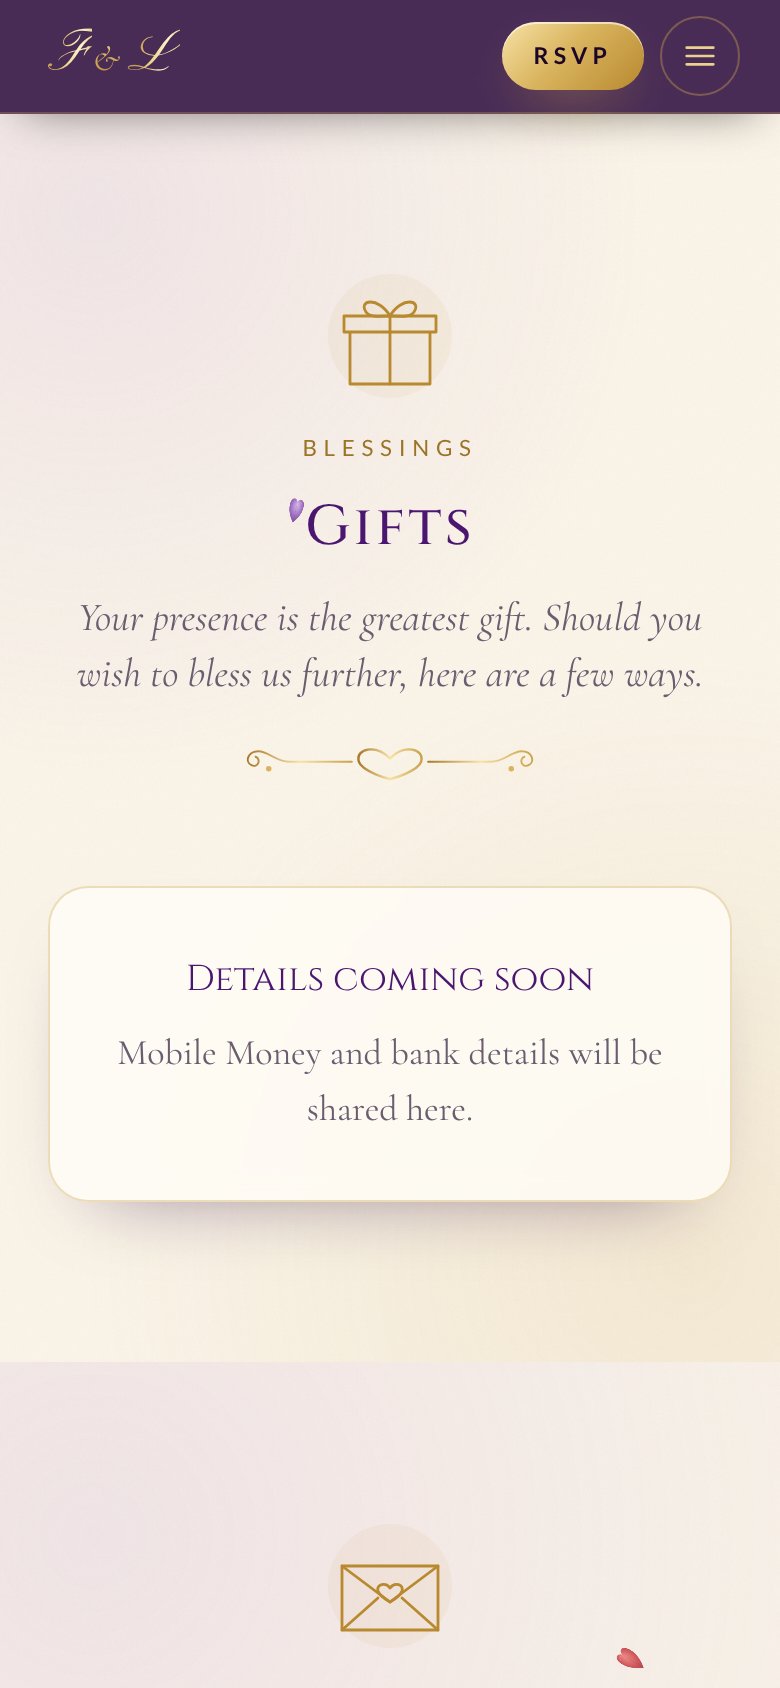 F & L
RSVP
BLESSINGS
GIFTS
Your presence is the greatest gift. Should you
wish to bless us further, here are a few ways.
DETAILS COMING SOON
Mobile Money and bank details will be
shared here.